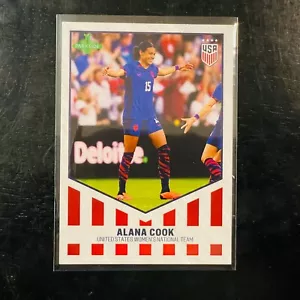 USA
15
Deloitte
ALANA COOK
UNITED STATES WOMEN'S NATIONAL TEAM